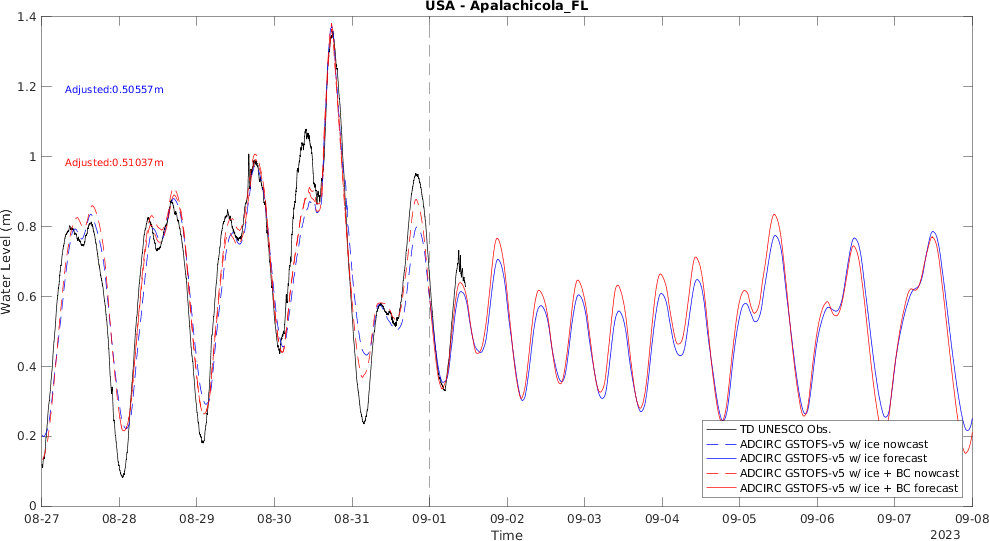 USA - Apalachicola_FL
1.4
1.2
1
0.8
0.6
0.4
0.2
0
Water Level (m)
Adjusted:0.50557m
Adjusted:0.51037m
TD UNESCO Obs.
ADCIRC GSTOFS-v5 w/ ice nowcast
ADCIRC GSTOFS-v5 w/ ice forecast
ADCIRC GSTOFS-v5 w/ ice + BC nowcast
ADCIRC GSTOFS-v5 w/ ice + BC forecast
08-27 08-28 08-29 08-30 08-31 09-01 09-02 09-03 09-04 09-05 09-06 09-07 09-08
Time
2023